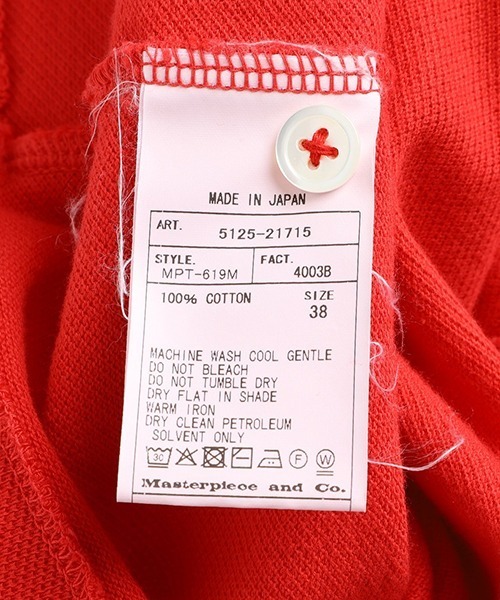 MADE IN JAPAN
ART. 5125-21715
STYLE. FACT.
MPT-619M 4003B
100% COTTON SIZE
38
MACHINE WASH COOL GENTLE
DO NOT BLEACH
DO NOT TUMBLE DRY
DRY FLAT IN SHADE
WARM IRON
DRY CLEAN PETROLEUM
SOLVENT ONLY
30 F W
Masterpiece and Co.